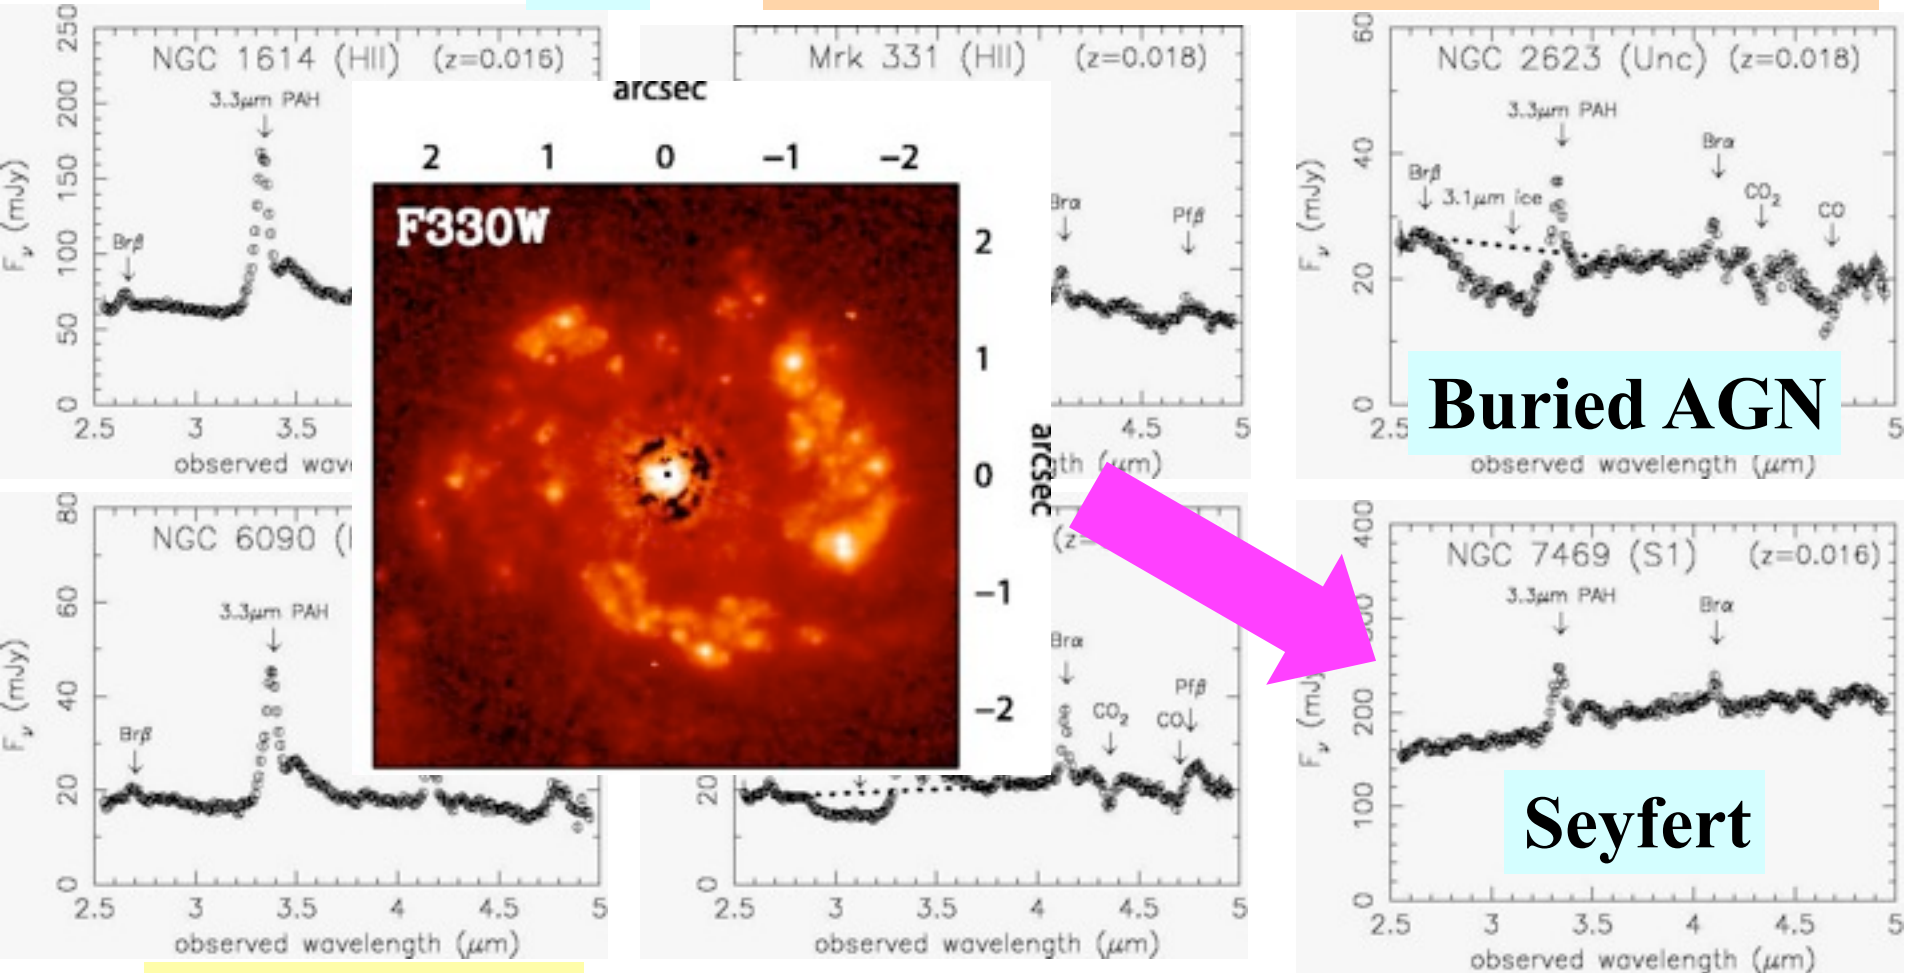 250
200
150
100
50
0
F𝜈 (mJy)
NGC 1614 (HII) (z=0.016)
3.3μm PAH
Brβ
2.5 3 3.5
observed wav
Mrk 331 (HII) (z=0.018)
Brα
Pfβ
4.5 5
gth (μm)
60
40
20
0
F𝜈 (mJy)
NGC 2623 (Unc) (z=0.018)
3.3μm PAH
Brα
Brβ
3.1μm ice
CO₂
CO
Buried AGN
2.5 5
observed wavelength (μm)
arcsec
2 1 0 −1 −2
F330W
2
1
0
−1
−2
arcsec
80
60
40
20
0
F𝜈 (mJy)
NGC 6090 (
3.3μm PAH
Brβ
2.5 3 3.5 4 4.5 5
observed wavelength (μm)
(z=
Brα
Pfβ
CO₂
CO
20
0
2.5 3 3.5 4 4.5 5
observed wavelength (μm)
400
200
100
0
F𝜈 (mJy)
NGC 7469 (S1) (z=0.016)
3.3μm PAH
Brα
Seyfert
2.5 3 3.5 4 4.5 5
observed wavelength (μm)